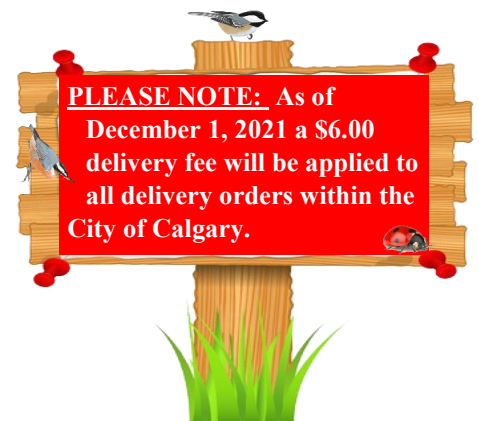 PLEASE NOTE: As of
December 1, 2021 a $6.00
delivery fee will be applied to
all delivery orders within the
City of Calgary.